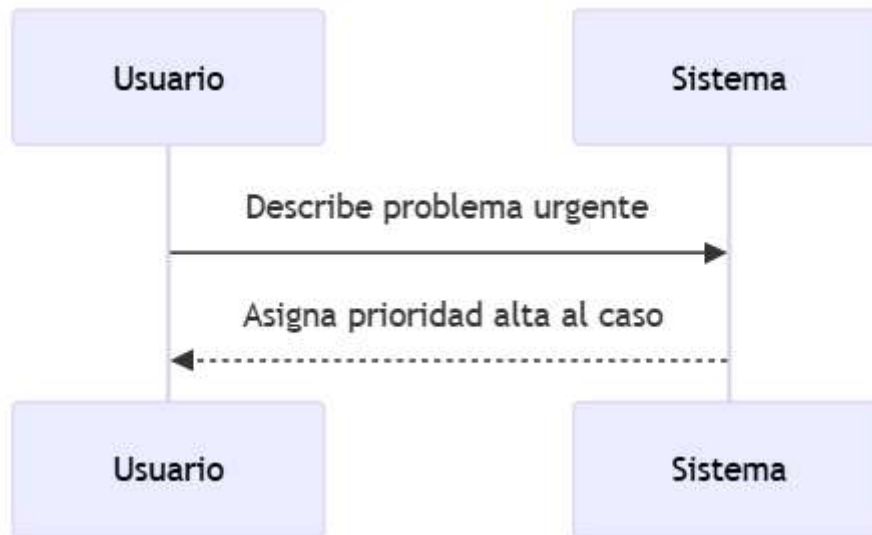 Usuario
Sistema
Describe problema urgente
Asigna prioridad alta al caso
Usuario
Sistema